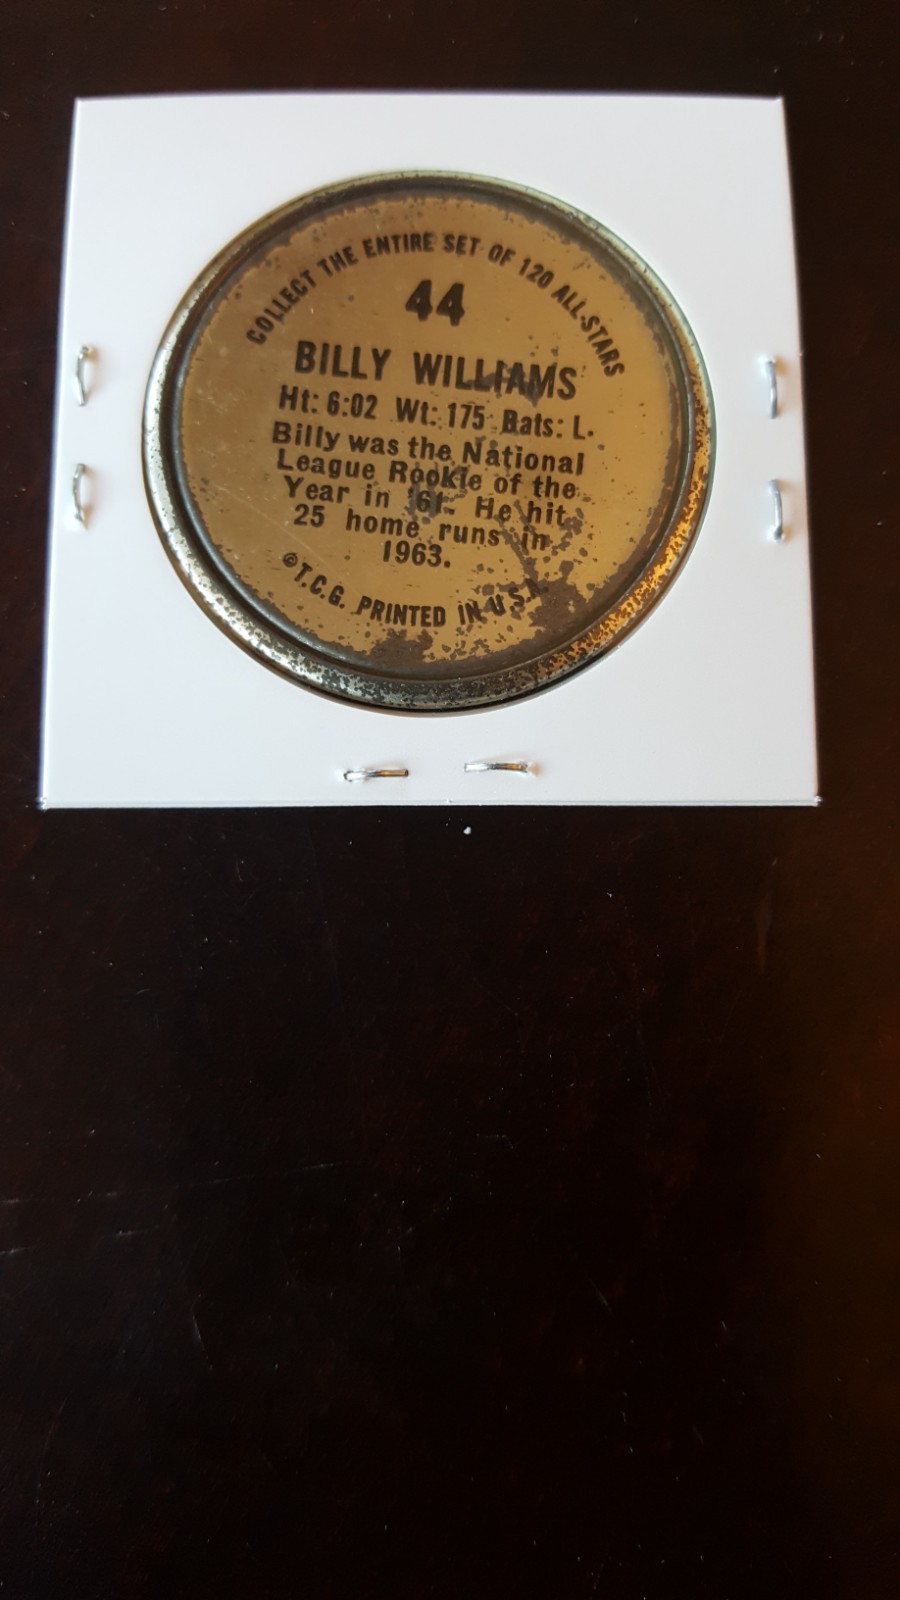 COLLECT THE ENTIRE SET OF 120 ALL-STARS
44
BILLY WILLIAMS
Ht: 6:02 Wt: 175 Bats: L.
Billy was the National
League Rookie of the
Year in '61. He hit
25 home runs in
1963.
©T.C.G. PRINTED IN U.S.A.